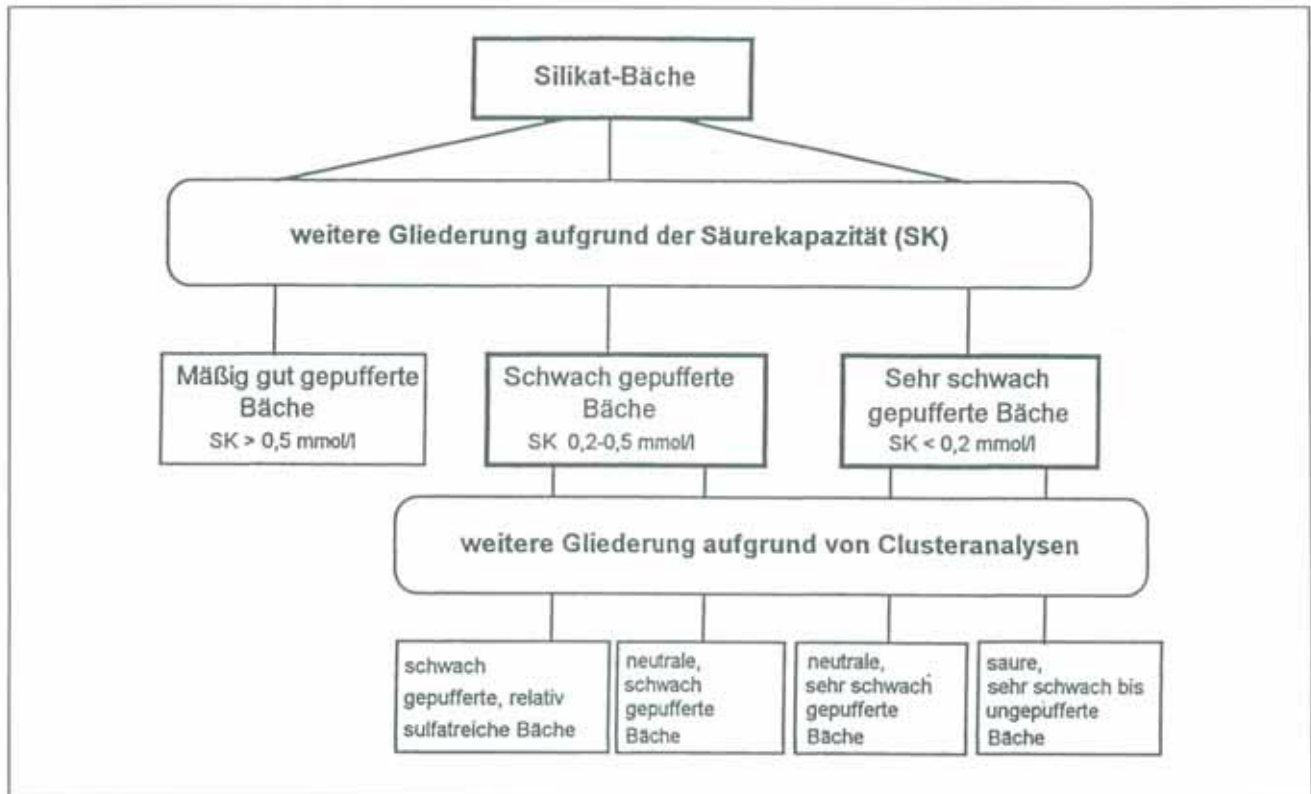 Silikat-Bäche
weitere Gliederung aufgrund der Säurekapazität (SK)
Mäßig gut gepufferte
Bäche
SK > 0,5 mmol/l
Schwach gepufferte
Bäche
SK 0,2-0,5 mmol/l
Sehr schwach
gepufferte Bäche
SK < 0,2 mmol/l
weitere Gliederung aufgrund von Clusteranalysen
schwach
gepufferte, relativ
sulfatreiche Bäche
neutrale,
schwach
gepufferte
Bäche
neutrale,
sehr schwach
gepufferte
Bäche
saure,
sehr schwach bis
ungepufferte
Bäche